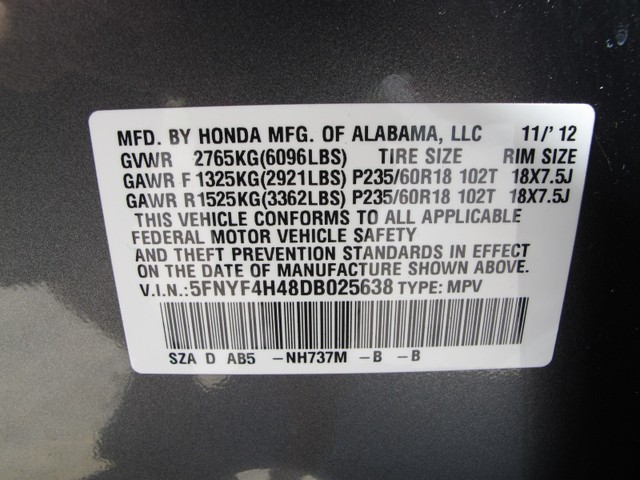 MFD. BY HONDA MFG. OF ALABAMA, LLC 11/' 12
GVWR 2765KG(6096LBS) TIRE SIZE RIM SIZE
GAWR F 1325KG(2921LBS) P235/60R18 102T 18X7.5J
GAWR R 1525KG(3362LBS) P235/60R18 102T 18X7.5J
THIS VEHICLE CONFORMS TO ALL APPLICABLE
FEDERAL MOTOR VEHICLE SAFETY
AND THEFT PREVENTION STANDARDS IN EFFECT
ON THE DATE OF MANUFACTURE SHOWN ABOVE.
V.I.N.:5FNYF4H48DB025638 TYPE: MPV
SZA D AB5 -NH737M -B -B